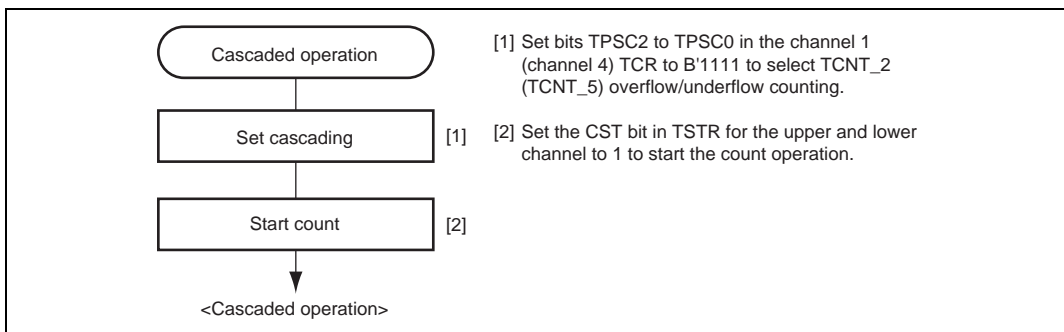 Cascaded operation
Set cascading
[1]
Start count
[2]
<Cascaded operation>
[1] Set bits TPSC2 to TPSC0 in the channel 1
(channel 4) TCR to B'1111 to select TCNT_2
(TCNT_5) overflow/underflow counting.
[2] Set the CST bit in TSTR for the upper and lower
channel to 1 to start the count operation.